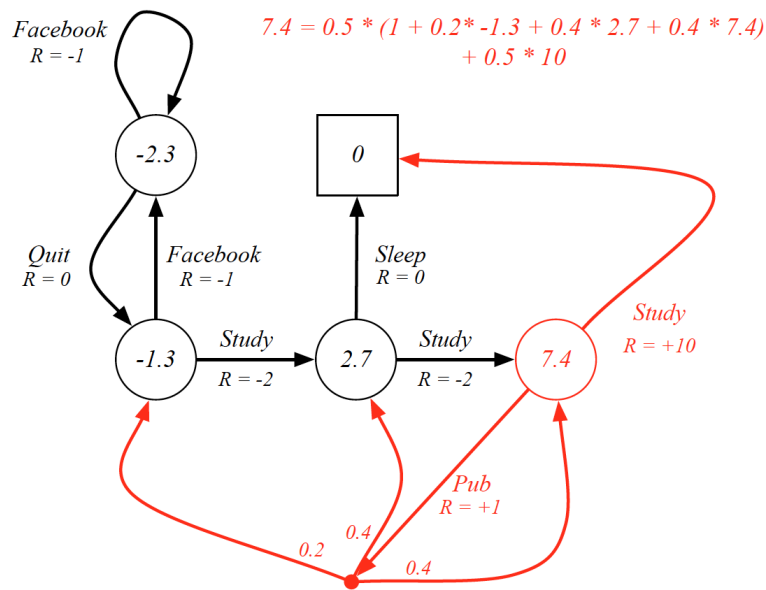 Facebook
R = -1
7.4 = 0.5 * (1 + 0.2* -1.3 + 0.4 * 2.7 + 0.4 * 7.4)
+ 0.5 * 10
-2.3
0
Quit
R = 0
Facebook
R = -1
Sleep
R = 0
Study
R = +10
-1.3
Study
R = -2
2.7
Study
R = -2
7.4
Pub
R = +1
0.2
0.4
0.4